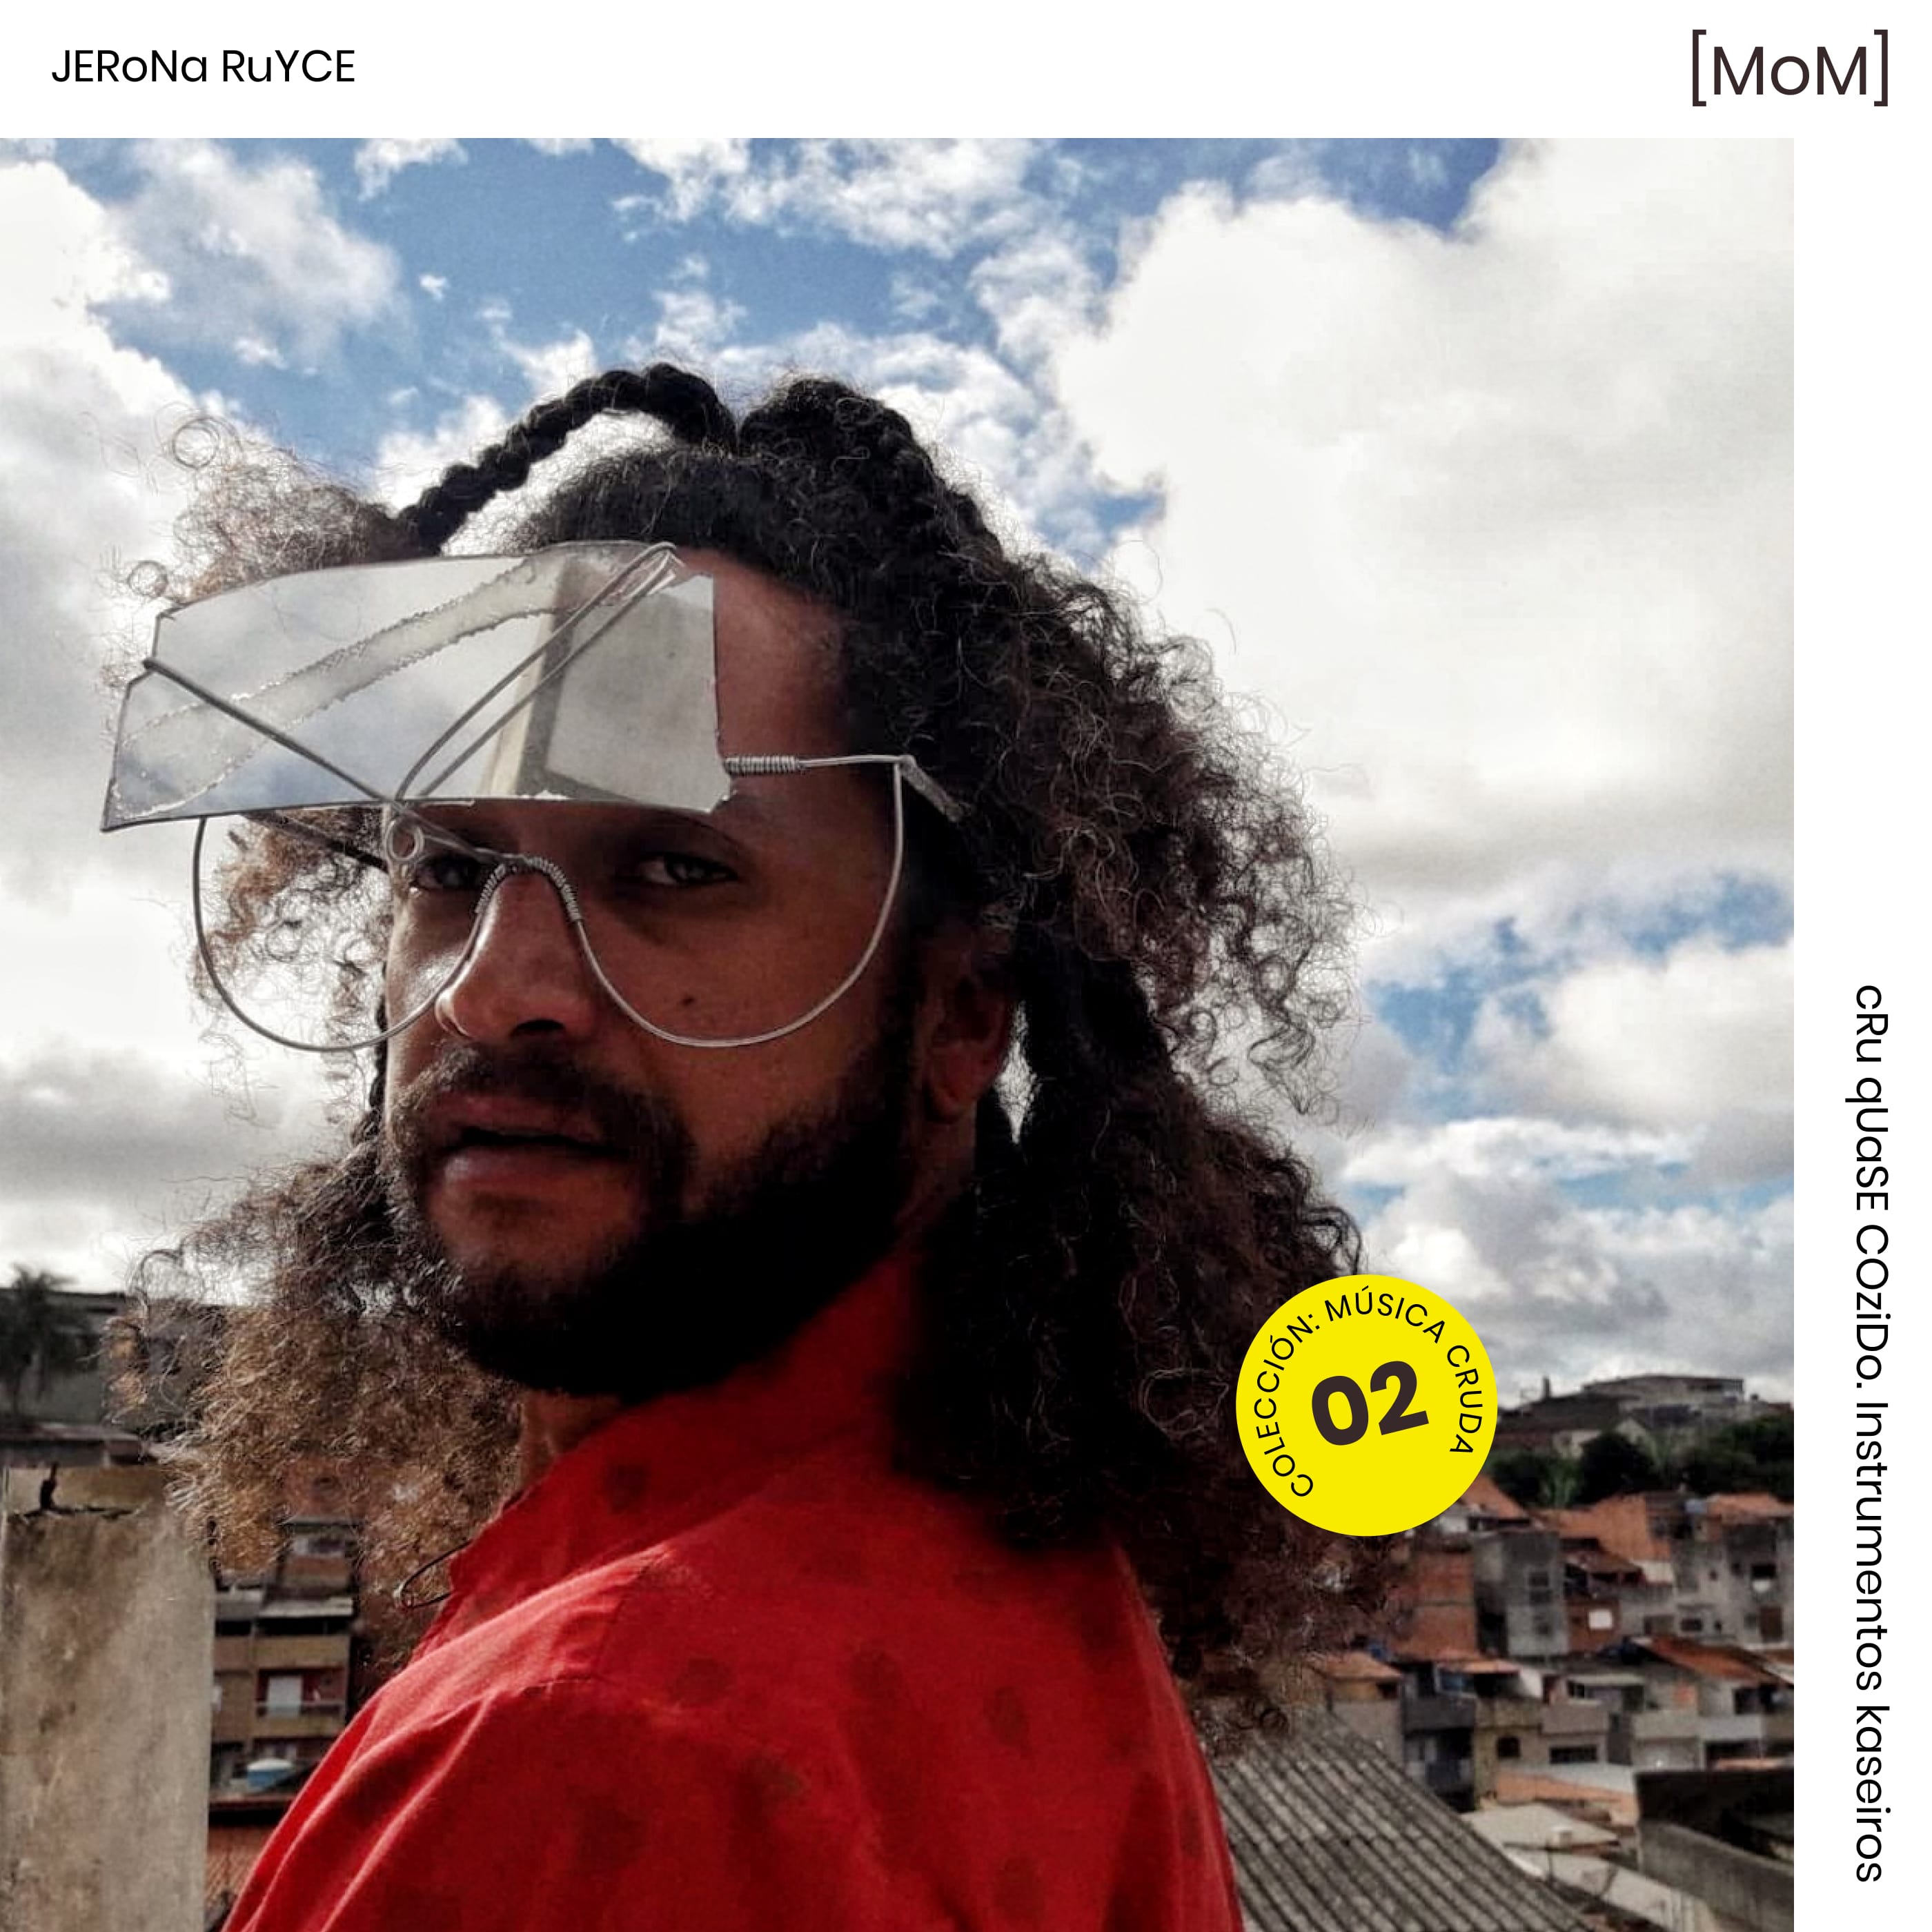 JERoNa RuYCE
[MoM]
COLECCIÓN: MÚSICA CRUDA
02
cRu qUaSE COziDo. Instrumentos kaseiros